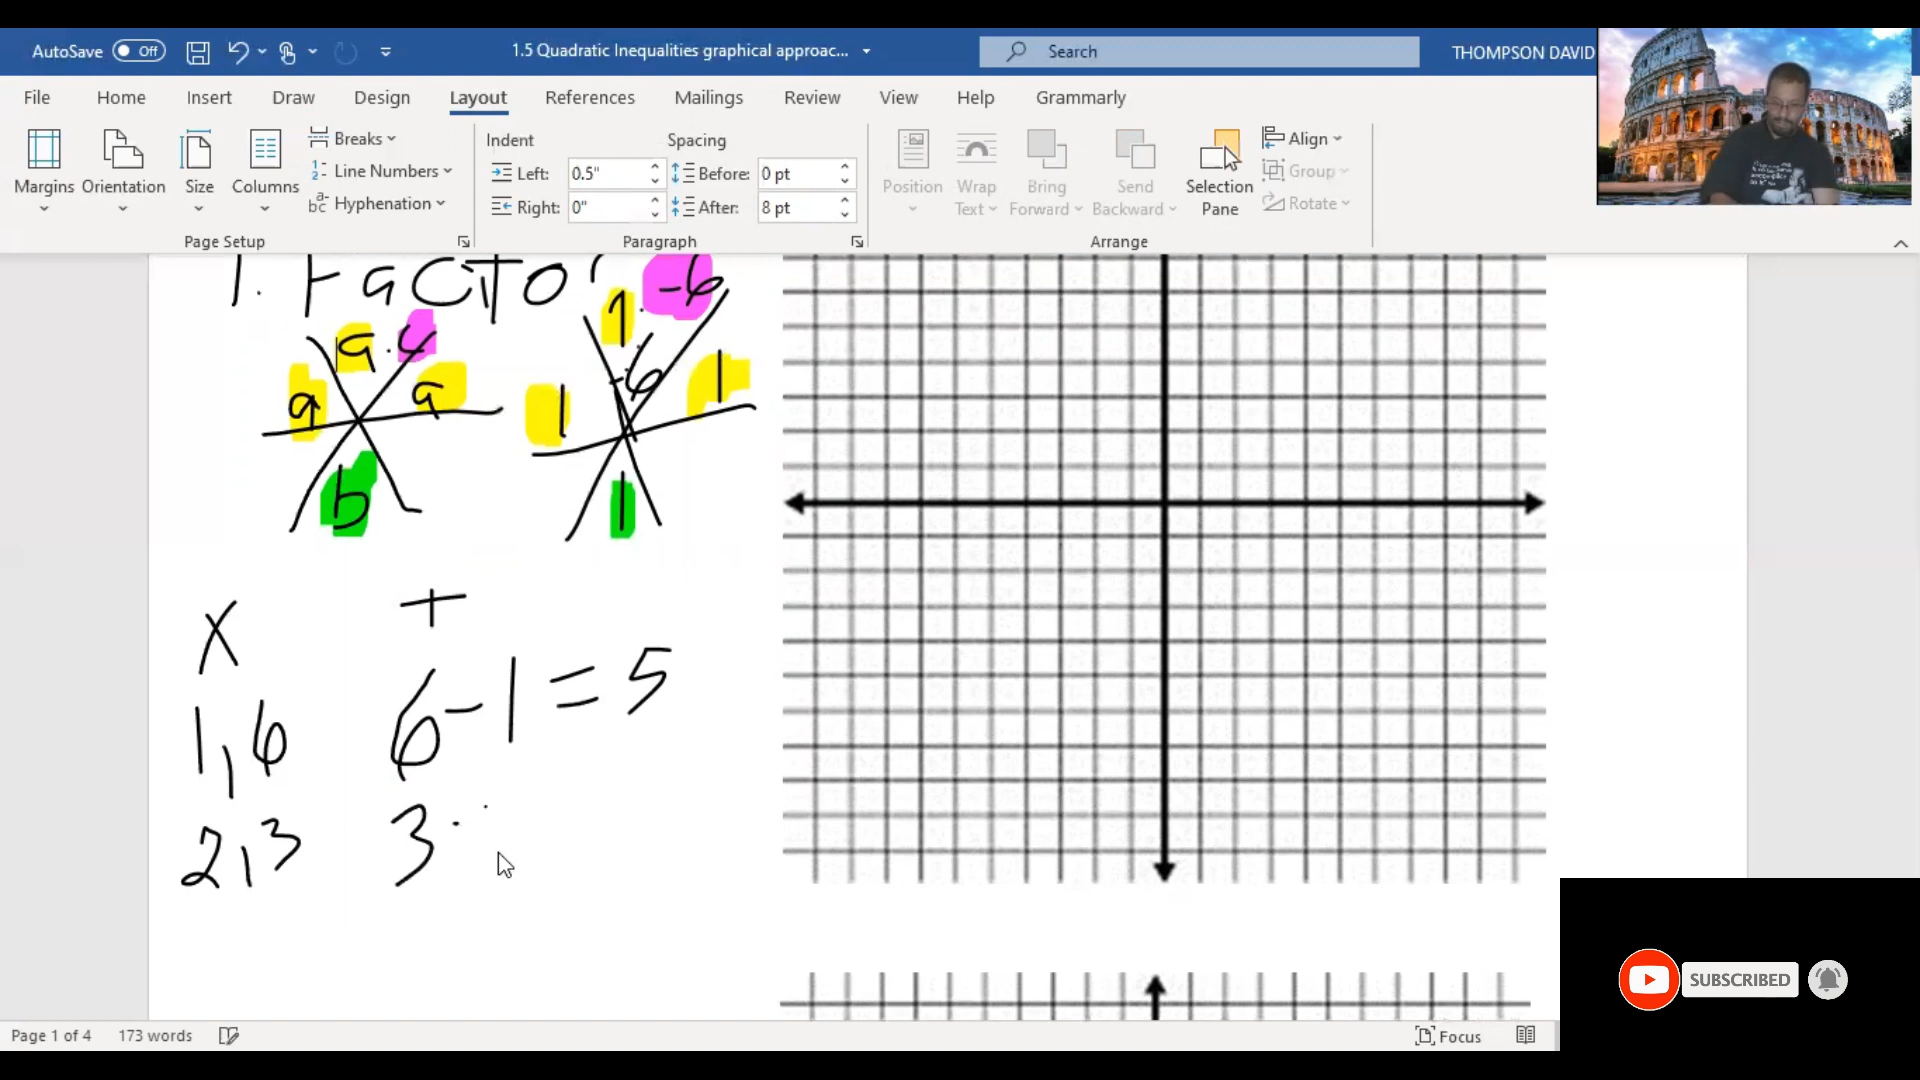 AutoSave Off 1.5 Quadratic Inequalities graphical approac... Search THOMPSON DAVID
File Home Insert Draw Design Layout References Mailings Review View Help Grammarly
Margins Orientation Size Columns
Breaks
Line Numbers
Hyphenation
Page Setup
Indent Spacing
Left: 0.5" Before: 0 pt
Right: 0" After: 8 pt
Paragraph
Position Wrap Text Bring Forward Send Backward Selection Pane
Align
Group
Rotate
Arrange
1. Factor
a.c
a a
b
1.-6
-6
1 1
1
X +
1,6 6-1=5
2,3 3
SUBSCRIBED
Page 1 of 4 173 words Focus